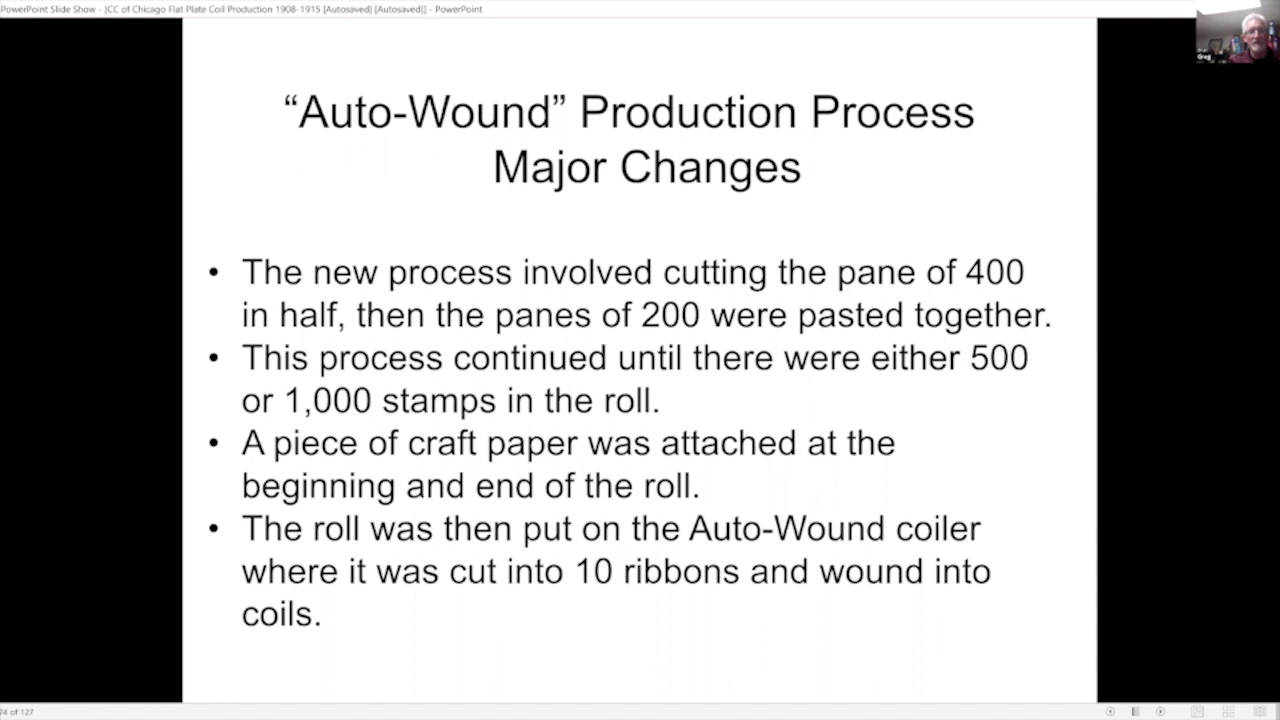 PowerPoint Slide Show - [CC of Chicago Flat Plate Coil Production 1908-1915 [Autosaved] [Autosaved]] - PowerPoint
Greg
“Auto-Wound” Production Process
Major Changes
• The new process involved cutting the pane of 400
in half, then the panes of 200 were pasted together.
• This process continued until there were either 500
or 1,000 stamps in the roll.
• A piece of craft paper was attached at the
beginning and end of the roll.
• The roll was then put on the Auto-Wound coiler
where it was cut into 10 ribbons and wound into
coils.
74 of 127